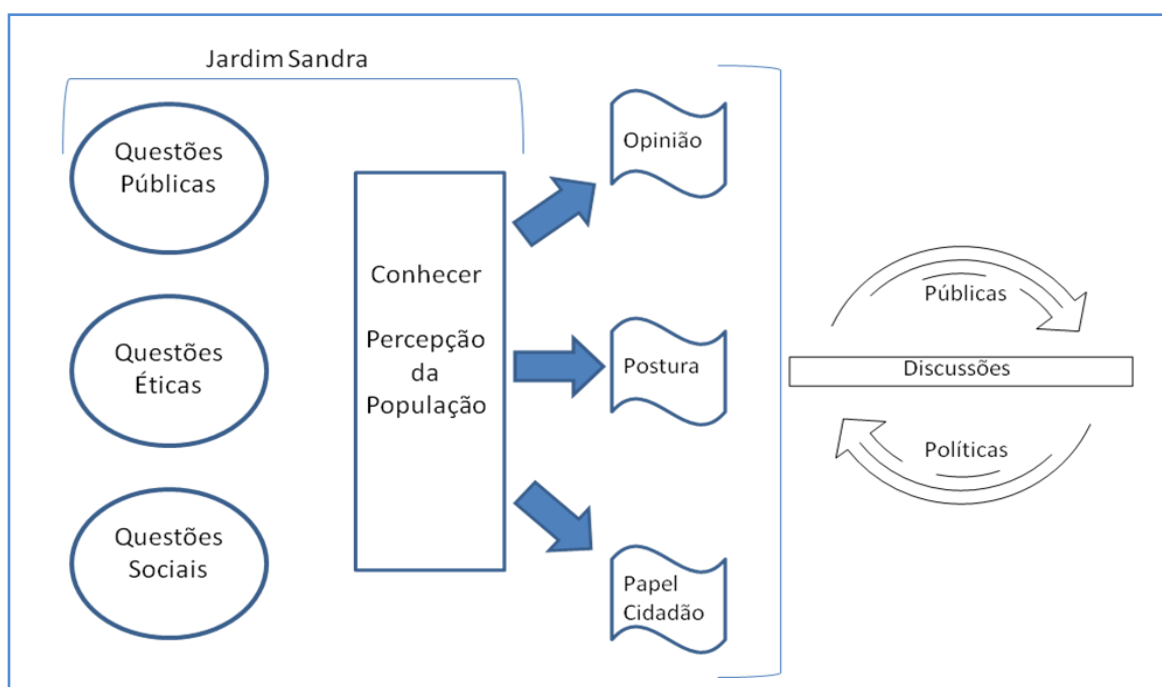 Jardim Sandra
Questões
Públicas
Questões
Éticas
Questões
Sociais
Conhecer
Percepção
da
População
Opinião
Postura
Papel
Cidadão
Públicas
Discussões
Políticas